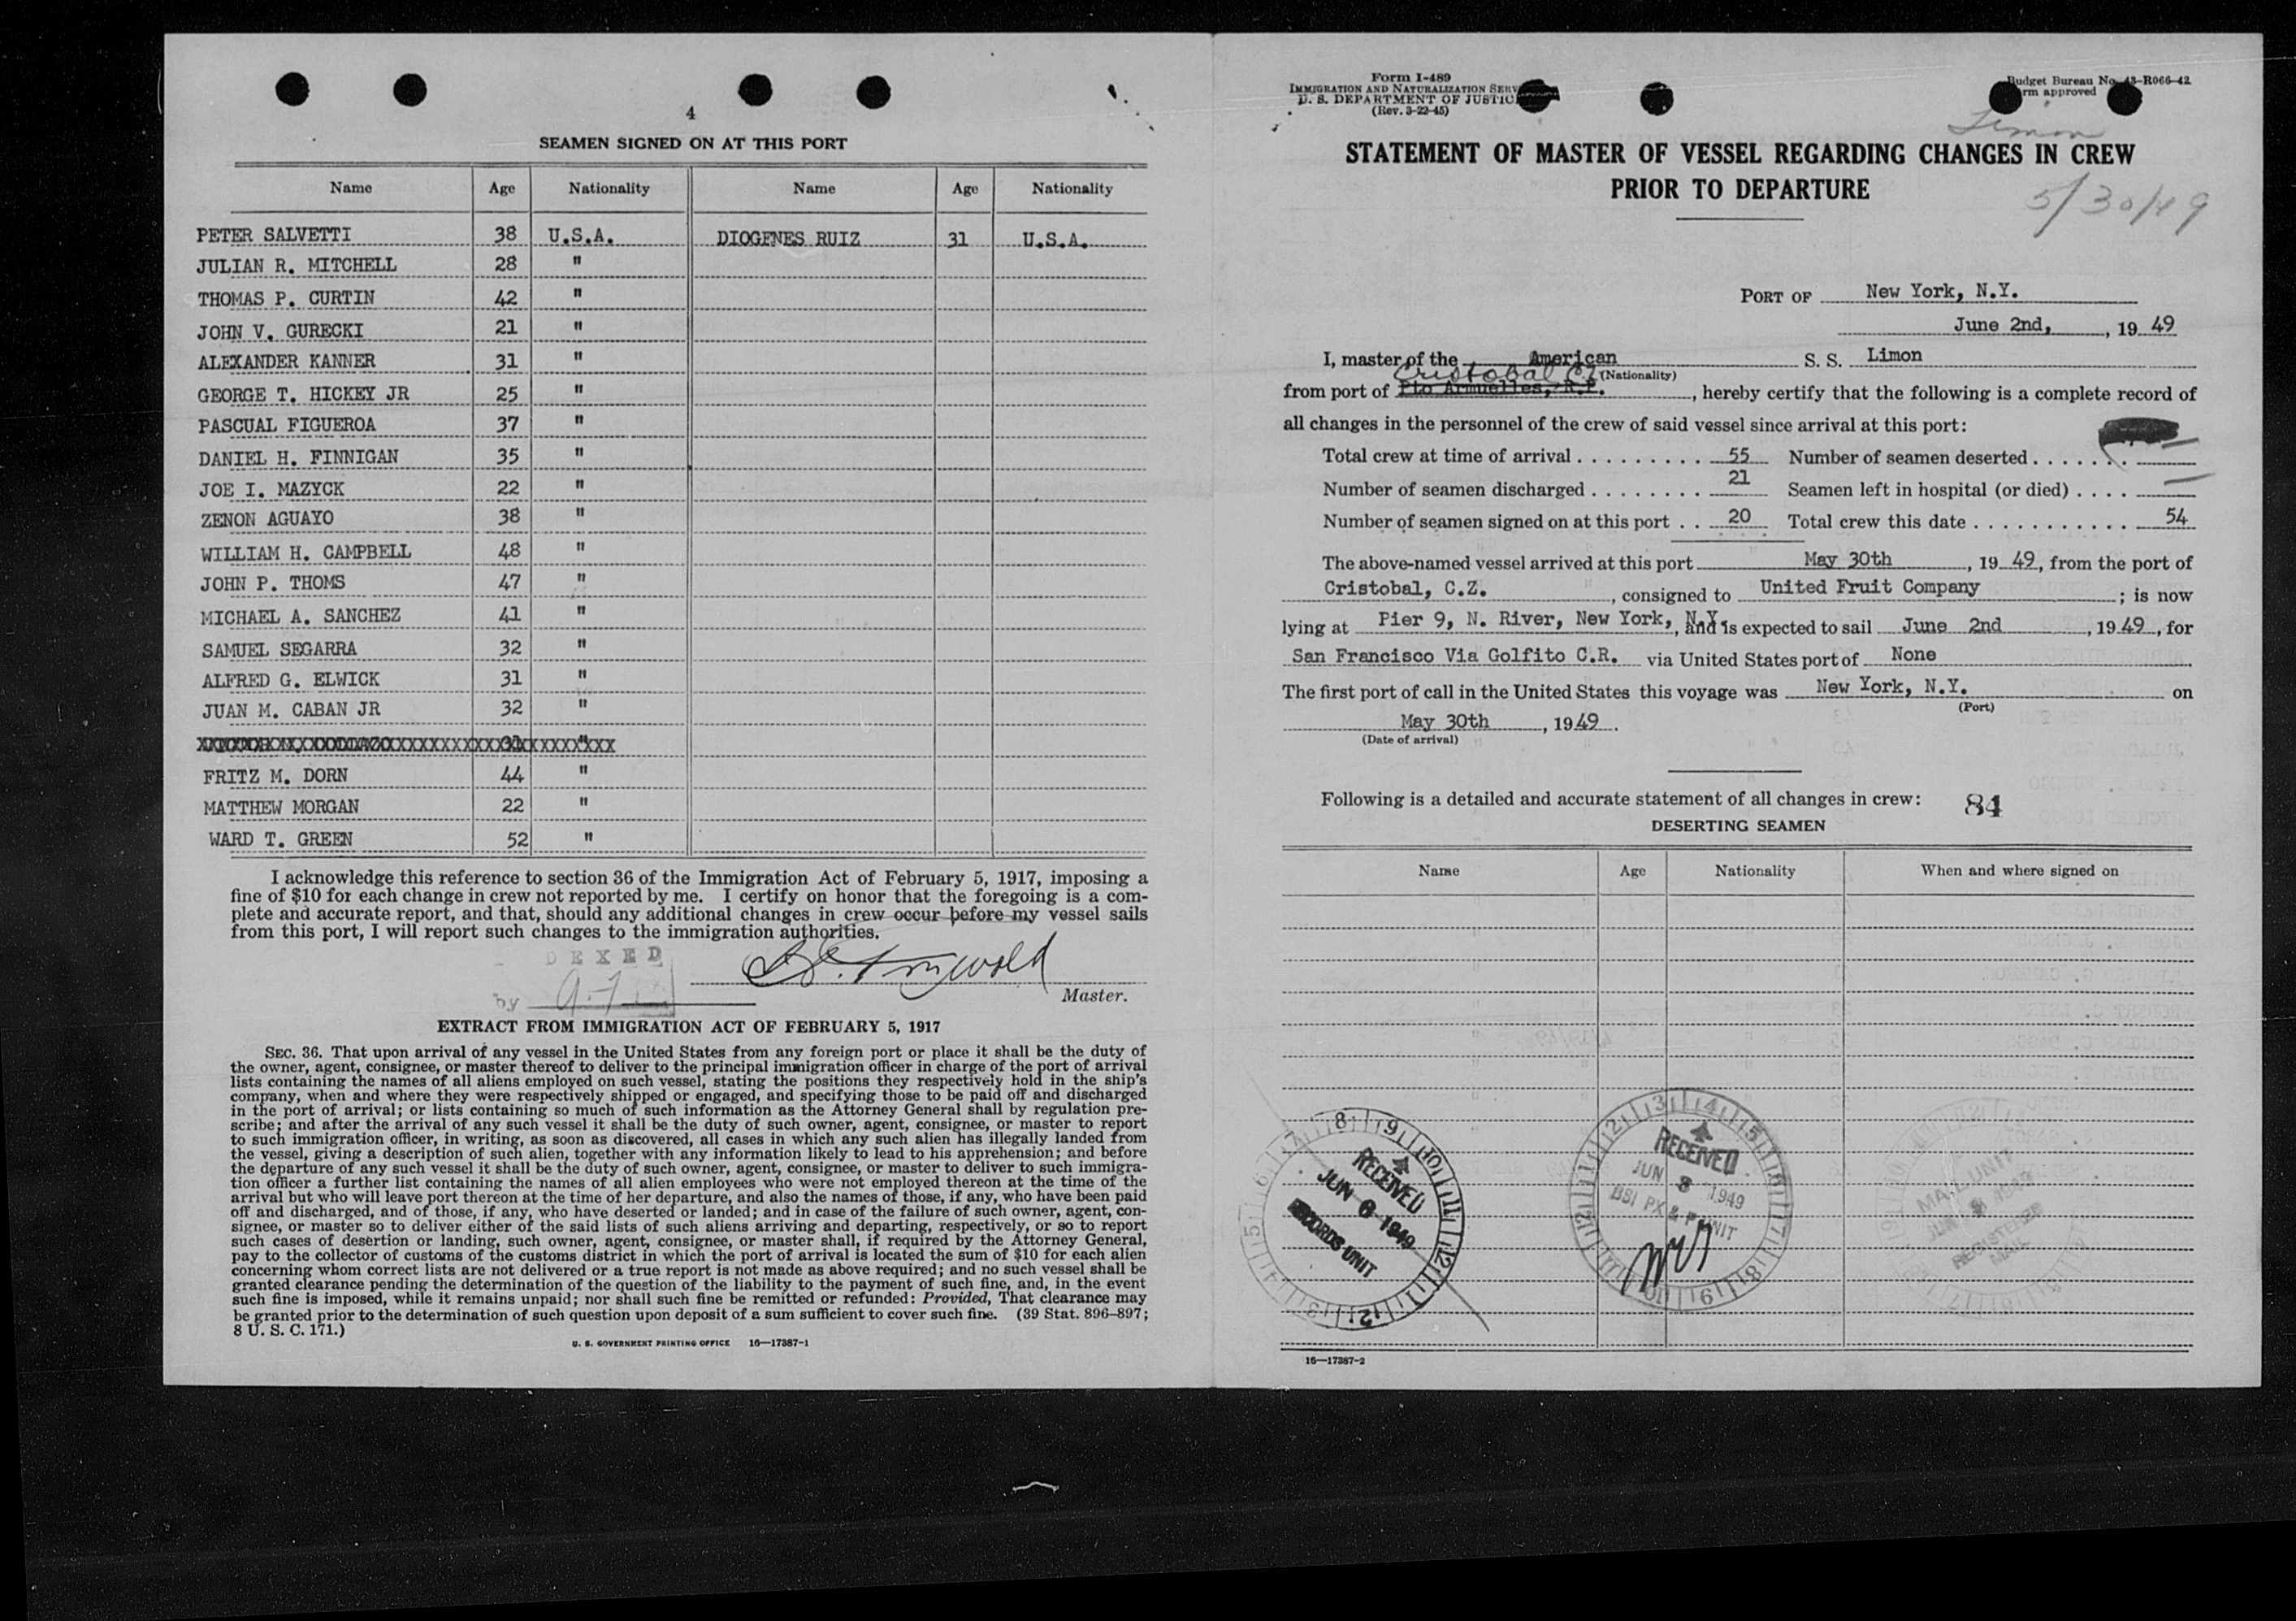 4
SEAMEN SIGNED ON AT THIS PORT
Name Age Nationality Name Age Nationality
PETER SALVETTI 38 U.S.A. DIOGENES RUIZ 31 U.S.A.
JULIAN R. MITCHELL 28 "
THOMAS P. CURTIN 42 "
JOHN V. GURECKI 21 "
ALEXANDER KANNER 31 "
GEORGE T. HICKEY JR 25 "
PASCUAL FIGUEROA 37 "
DANIEL H. FINNIGAN 35 "
JOE I. MAZYCK 22 "
ZENON AGUAYO 38 "
WILLIAM H. CAMPBELL 48 "
JOHN P. THOMS 47 "
MICHAEL A. SANCHEZ 41 "
SAMUEL SEGARRA 32 "
ALFRED G. ELWICK 31 "
JUAN M. CABAN JR 32 "
FRITZ M. DORN 44 "
MATTHEW MORGAN 22 "
WARD T. GREEN 52 "
I acknowledge this reference to section 36 of the Immigration Act of February 5, 1917, imposing a
fine of $10 for each change in crew not reported by me. I certify on honor that the foregoing is a com-
plete and accurate report, and that, should any additional changes in crew occur before my vessel sails
from this port, I will report such changes to the immigration authorities.
DEXED
by
Master.
EXTRACT FROM IMMIGRATION ACT OF FEBRUARY 5, 1917
SEC. 36. That upon arrival of any vessel in the United States from any foreign port or place it shall be the duty of
the owner, agent, consignee, or master thereof to deliver to the principal immigration officer in charge of the port of arrival
lists containing the names of all aliens employed on such vessel, stating the positions they respectively hold in the ship's
company, when and where they were respectively shipped or engaged, and specifying those to be paid off and discharged
in the port of arrival; or lists containing so much of such information as the Attorney General shall by regulation pre-
scribe; and after the arrival of any such vessel it shall be the duty of such owner, agent, consignee, or master to report
to such immigration officer, in writing, as soon as discovered, all cases in which any such alien has illegally landed from
the vessel, giving a description of such alien, together with any information likely to lead to his apprehension; and before
the departure of any such vessel it shall be the duty of such owner, agent, consignee, or master to deliver to such immigra-
tion officer a further list containing the names of all alien employees who were not employed thereon at the time of the
arrival but who will leave port thereon at the time of her departure, and also the names of those, if any, who have been paid
off and discharged, and of those, if any, who have deserted or landed; and in case of the failure of such owner, agent, con-
signee, or master so to deliver either of the said lists of such aliens arriving and departing, respectively, or so to report
such cases of desertion or landing, such owner, agent, consignee, or master shall, if required by the Attorney General,
pay to the collector of customs of the customs district in which the port of arrival is located the sum of $10 for each alien
concerning whom correct lists are not delivered or a true report is not made as above required; and no such vessel shall be
granted clearance pending the determination of the question of the liability to the payment of such fine, and, in the event
such fine is imposed, while it remains unpaid; nor shall such fine be remitted or refunded: Provided, That clearance may
be granted prior to the determination of such question upon deposit of a sum sufficient to cover such fine. (39 Stat. 896–897;
8 U. S. C. 171.)
U. S. GOVERNMENT PRINTING OFFICE 16—17387-1
Form I-489
IMMIGRATION AND NATURALIZATION SERV
U. S. DEPARTMENT OF JUSTIC
(Rev. 3-22-45)
Budget Bureau No. 43-R066-42
rm approved
Limon
STATEMENT OF MASTER OF VESSEL REGARDING CHANGES IN CREW
PRIOR TO DEPARTURE
5/30/49
PORT OF New York, N.Y.
June 2nd, , 19 49
I, master of the American S. S. Limon
(Nationality)
Cristobal C.Z.
from port of Pto Armuelles, R.P. , hereby certify that the following is a complete record of
all changes in the personnel of the crew of said vessel since arrival at this port:
Total crew at time of arrival 55 Number of seamen deserted —
Number of seamen discharged 21 Seamen left in hospital (or died) —
Number of seamen signed on at this port 20 Total crew this date 54
The above-named vessel arrived at this port May 30th , 19 49, from the port of
Cristobal, C.Z. , consigned to United Fruit Company ; is now
lying at Pier 9, N. River, New York, N.Y. , and is expected to sail June 2nd , 19 49, for
San Francisco Via Golfito C.R. via United States port of None
The first port of call in the United States this voyage was New York, N.Y. on
(Port)
May 30th , 19 49.
(Date of arrival)
Following is a detailed and accurate statement of all changes in crew: 84
DESERTING SEAMEN
Name Age Nationality When and where signed on
RECEIVED
JUN 6 1949
RECORDS UNIT
RECEIVED
JUN 3 1949
BSI PX & P UNIT
MAIL UNIT
JUN 1949
REGISTERED
MAIL
16—17387-2